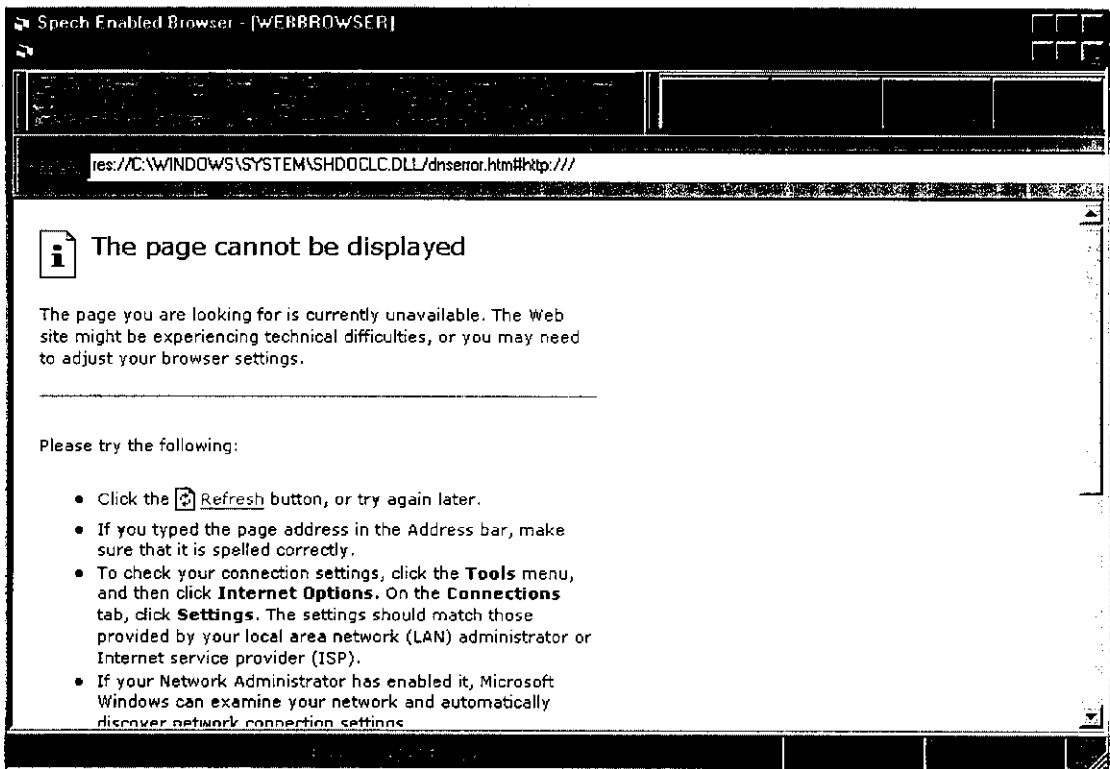 Spech Enabled Browser - [WEBBROWSER]
res://C:\WINDOWS\SYSTEM\SHDOCLC.DLL/dnserror.htm#http:///
The page cannot be displayed
The page you are looking for is currently unavailable. The Web
site might be experiencing technical difficulties, or you may need
to adjust your browser settings.
Please try the following:
• Click the Refresh button, or try again later.
• If you typed the page address in the Address bar, make
sure that it is spelled correctly.
• To check your connection settings, click the Tools menu,
and then click Internet Options. On the Connections
tab, click Settings. The settings should match those
provided by your local area network (LAN) administrator or
Internet service provider (ISP).
• If your Network Administrator has enabled it, Microsoft
Windows can examine your network and automatically
discover network connection settings